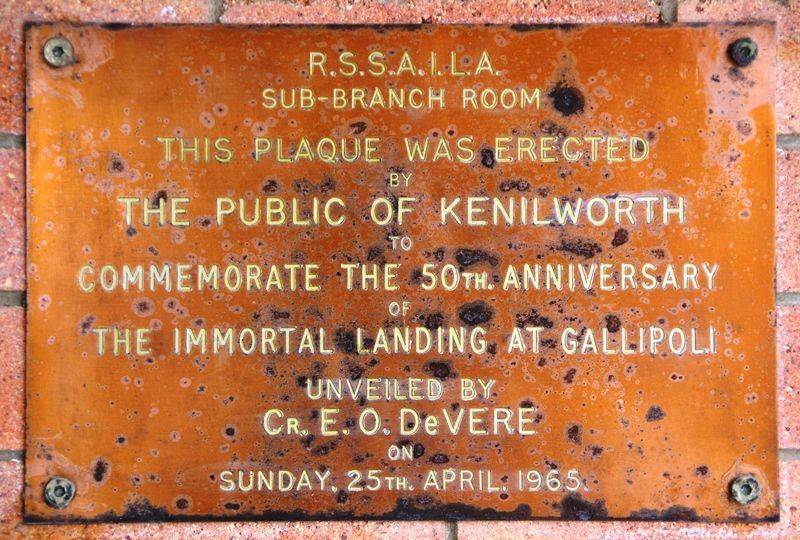 R.S.S.A.I.L.A.
SUB-BRANCH ROOM
THIS PLAQUE WAS ERECTED
BY
THE PUBLIC OF KENILWORTH
TO
COMMEMORATE THE 50TH. ANNIVERSARY
OF
THE IMMORTAL LANDING AT GALLIPOLI
UNVEILED BY
CR. E. O. DeVERE
ON
SUNDAY, 25TH. APRIL. 1965.